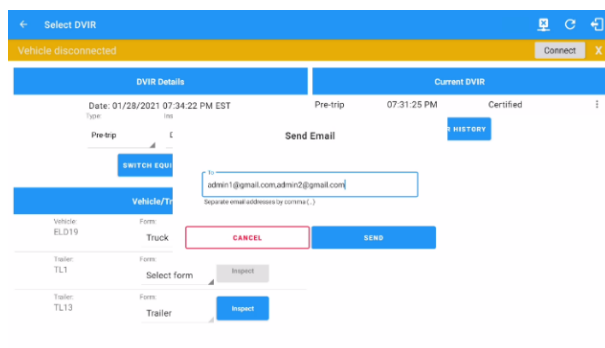 Select DVIR
Vehicle disconnected
Connect X
DVIR Details
Current DVIR
Date: 01/28/2021 07:34:22 PM EST
Pre-trip 07:31:25 PM Certified
Type:
Pre-trip
HISTORY
SWITCH EQUI
Send Email
To
admin1@gmail.com,admin2@gmail.com
Separate email addresses by comma (,)
CANCEL SEND
Vehicle/Tr
Vehicle: Form:
ELD19 Truck
Trailer: Form:
TL1 Select form Inspect
Trailer: Form:
TL13 Trailer Inspect